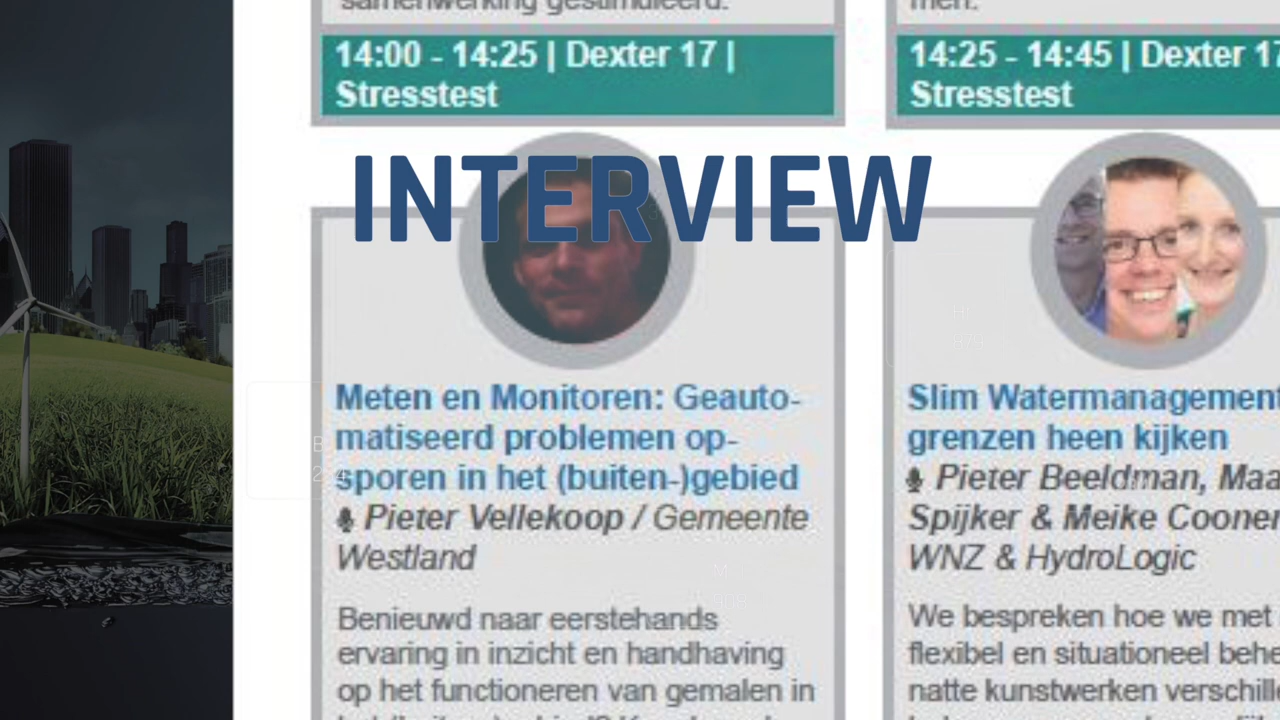 samenwerking gestimuleerd.
14:00 - 14:25 | Dexter 17 |
Stresstest
Meten en Monitoren: Geauto-
matiseerd problemen op-
sporen in het (buiten-)gebied
Pieter Vellekoop / Gemeente
Westland
Benieuwd naar eerstehands
ervaring in inzicht en handhaving
op het functioneren van gemalen in
men.
14:25 - 14:45 | Dexter 17
Stresstest
INTERVIEW
Slim Watermanagement
grenzen heen kijken
Pieter Beeldman, Maa
Spijker & Meike Coonen
WNZ & HydroLogic
We bespreken hoe we met
flexibel en situationeel behe
natte kunstwerken verschille